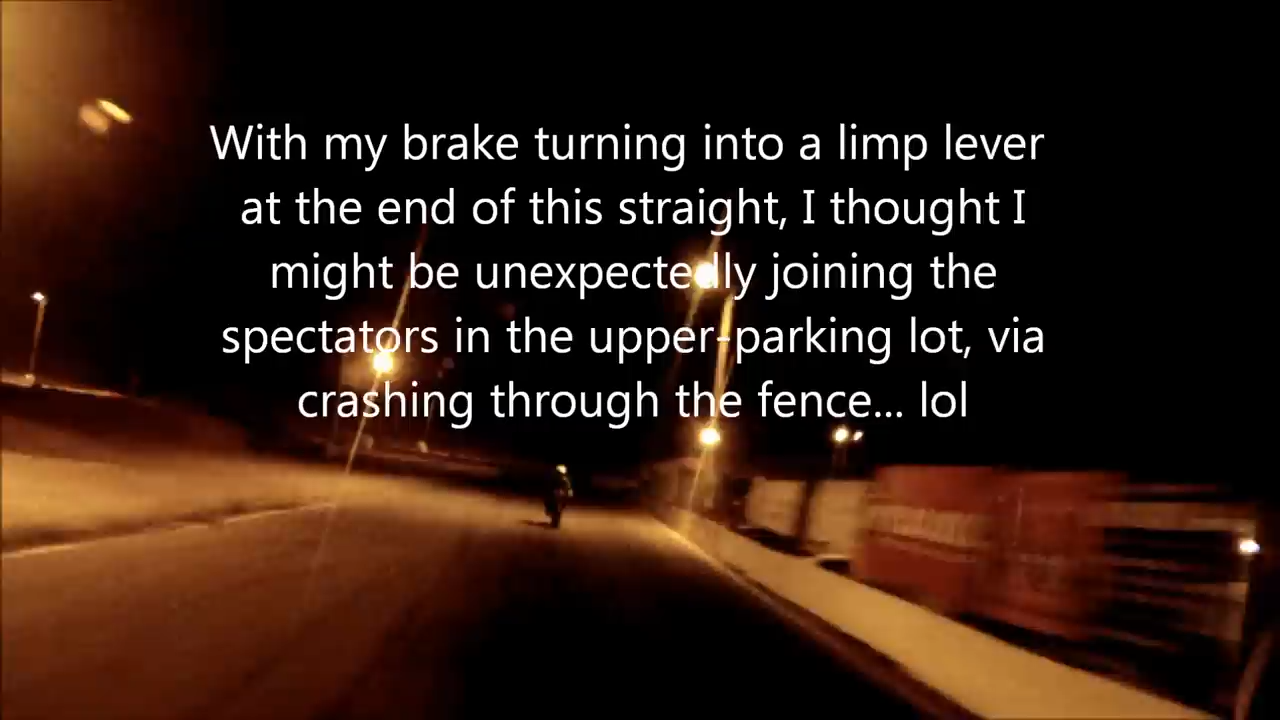 With my brake turning into a limp lever
at the end of this straight, I thought I
might be unexpectedly joining the
spectators in the upper-parking lot, via
crashing through the fence... lol